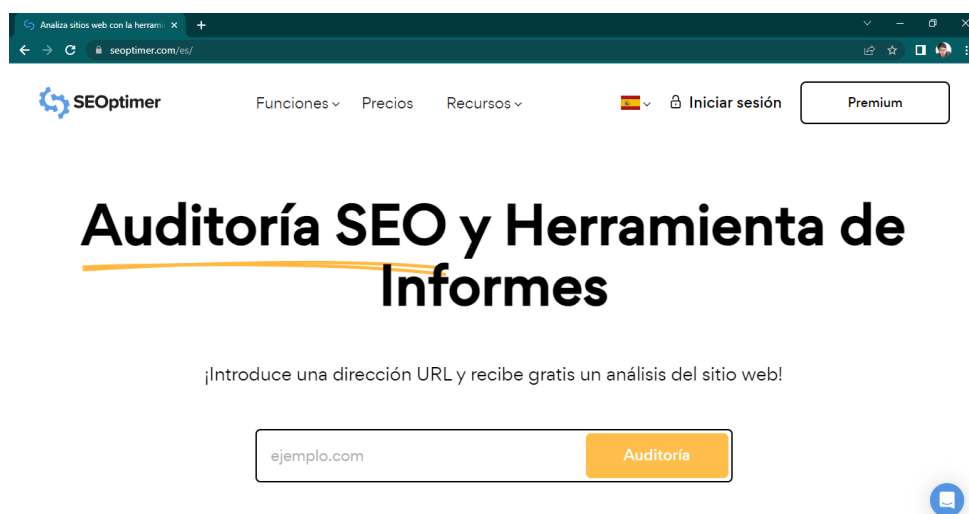 Analiza sitios web con la herrami
seoptimer.com/es/
SEOptimer
Funciones Precios Recursos Iniciar sesión Premium
Auditoría SEO y Herramienta de
Informes
¡Introduce una dirección URL y recibe gratis un análisis del sitio web!
ejemplo.com Auditoría